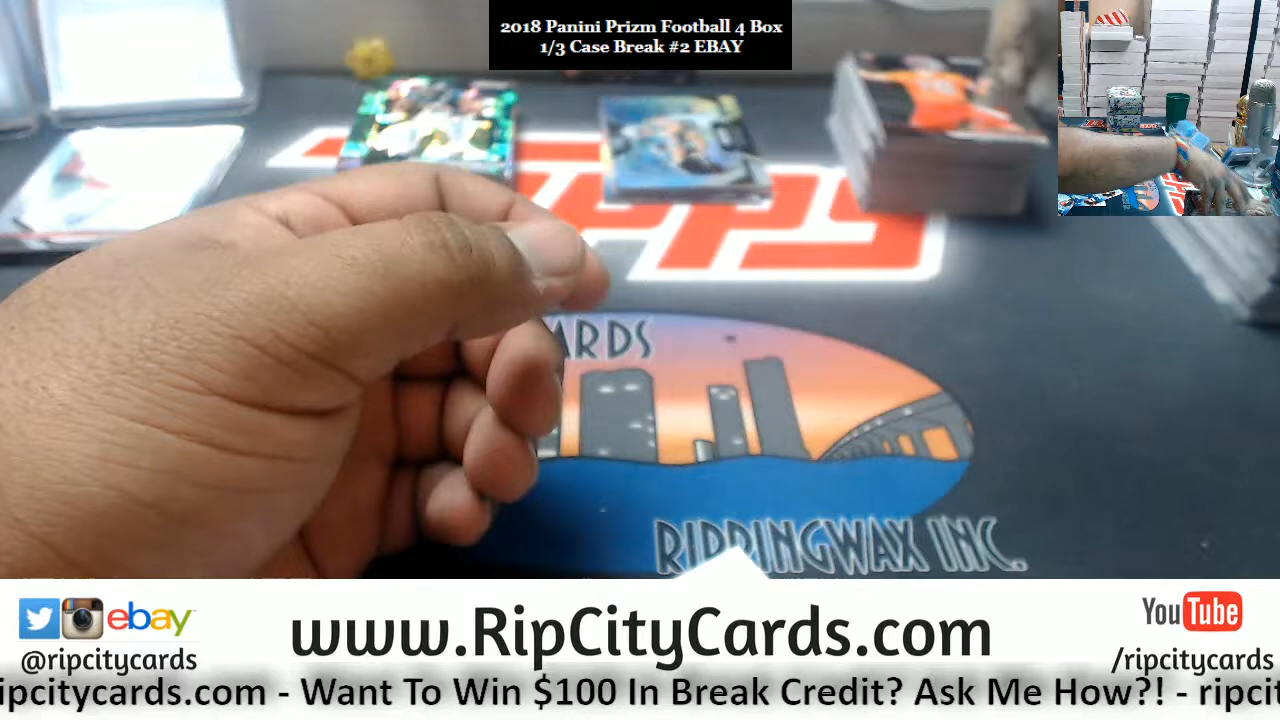 2018 Panini Prizm Football 4 Box
1/3 Case Break #2 EBAY
ARDS
RIPPINGWAX INC.
ebay
@ripcitycards
www.RipCityCards.com
YouTube
/ripcitycards
ipcitycards.com - Want To Win $100 In Break Credit? Ask Me How?! - ripcit